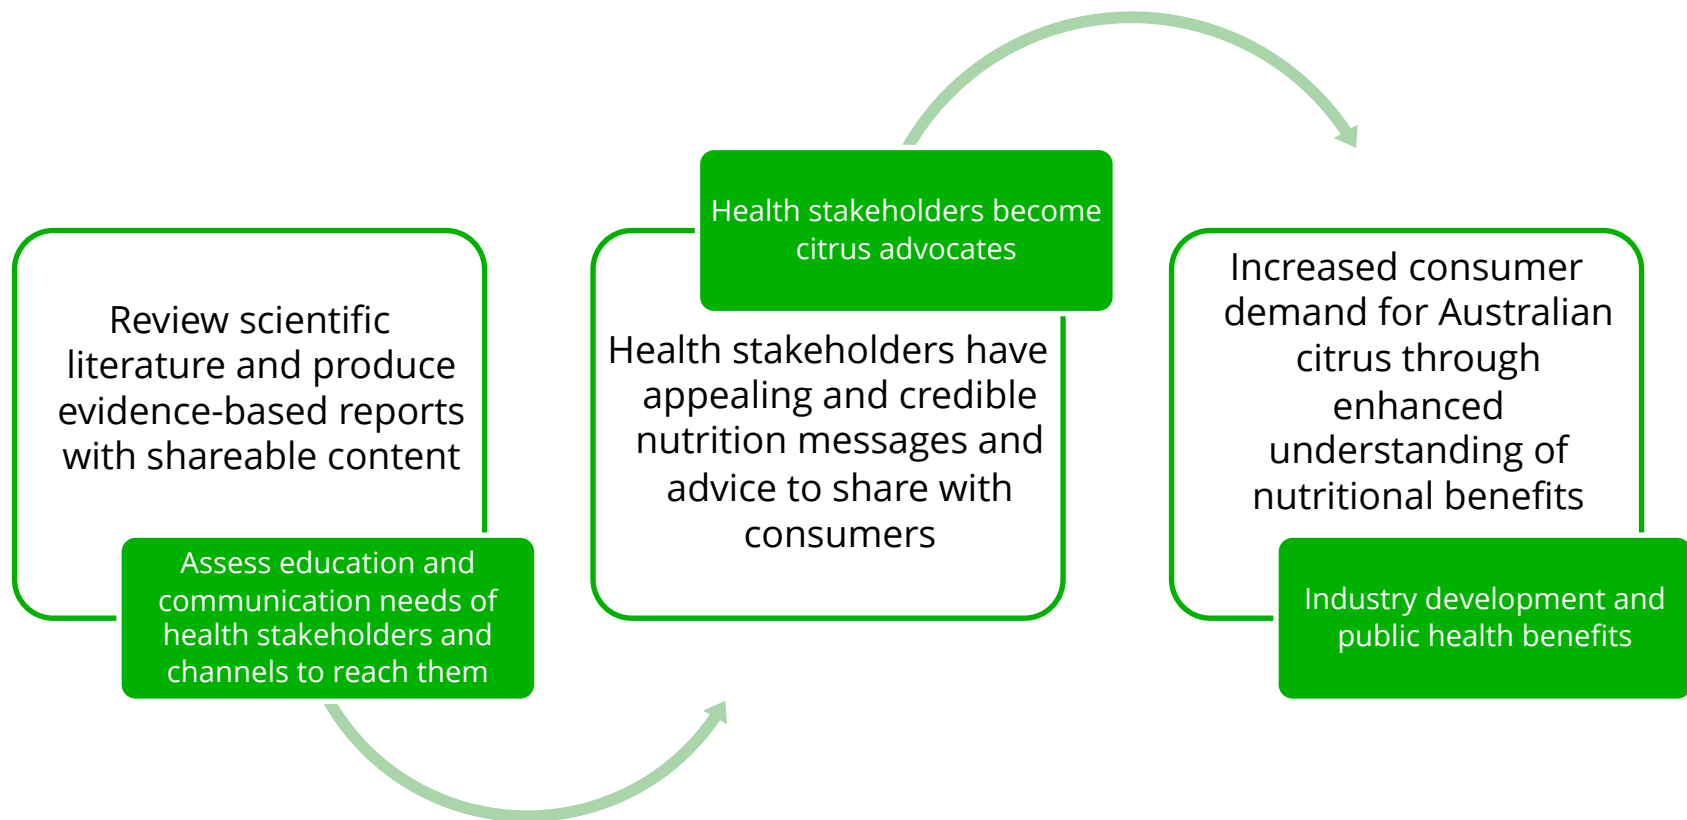 Review scientific
literature and produce
evidence-based reports
with shareable content
Assess education and
communication needs of
health stakeholders and
channels to reach them
Health stakeholders become
citrus advocates
Health stakeholders have
appealing and credible
nutrition messages and
advice to share with
consumers
Increased consumer
demand for Australian
citrus through
enhanced
understanding of
nutritional benefits
Industry development and
public health benefits